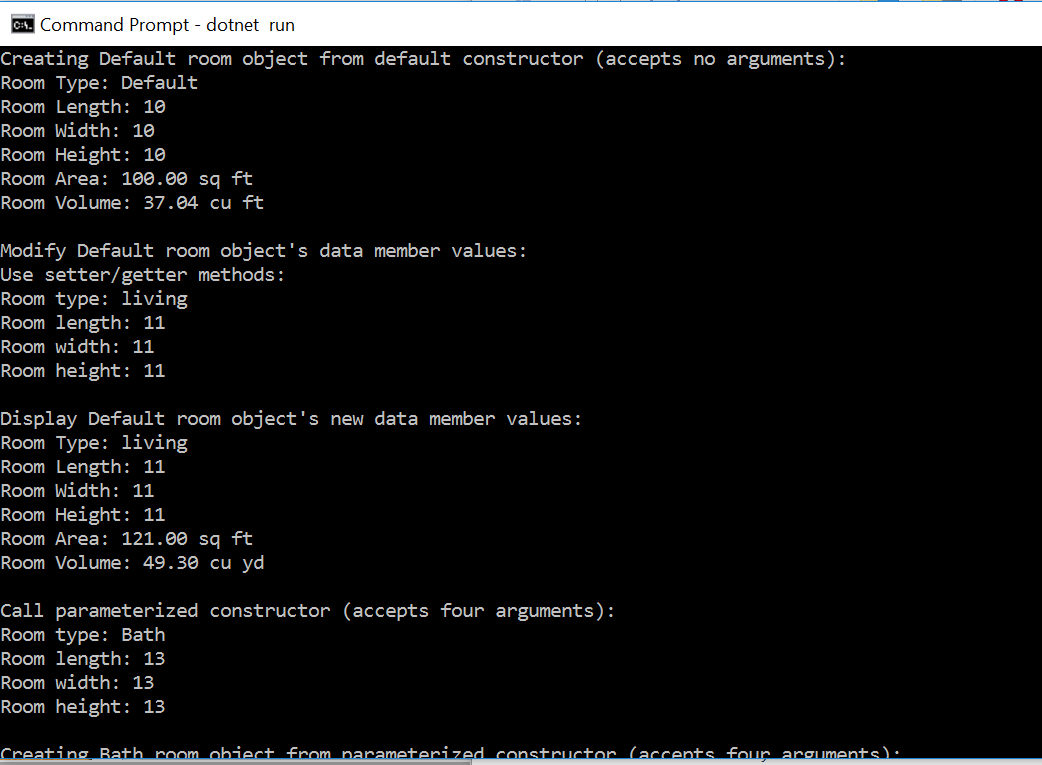 Command Prompt - dotnet  run
Creating Default room object from default constructor (accepts no arguments):
Room Type: Default
Room Length: 10
Room Width: 10
Room Height: 10
Room Area: 100.00 sq ft
Room Volume: 37.04 cu ft
Modify Default room object's data member values:
Use setter/getter methods:
Room type: living
Room length: 11
Room width: 11
Room height: 11
Display Default room object's new data member values:
Room Type: living
Room Length: 11
Room Width: 11
Room Height: 11
Room Area: 121.00 sq ft
Room Volume: 49.30 cu yd
Call parameterized constructor (accepts four arguments):
Room type: Bath
Room length: 13
Room width: 13
Room height: 13
Creating Bath room object from parameterized constructor (accepts four arguments):